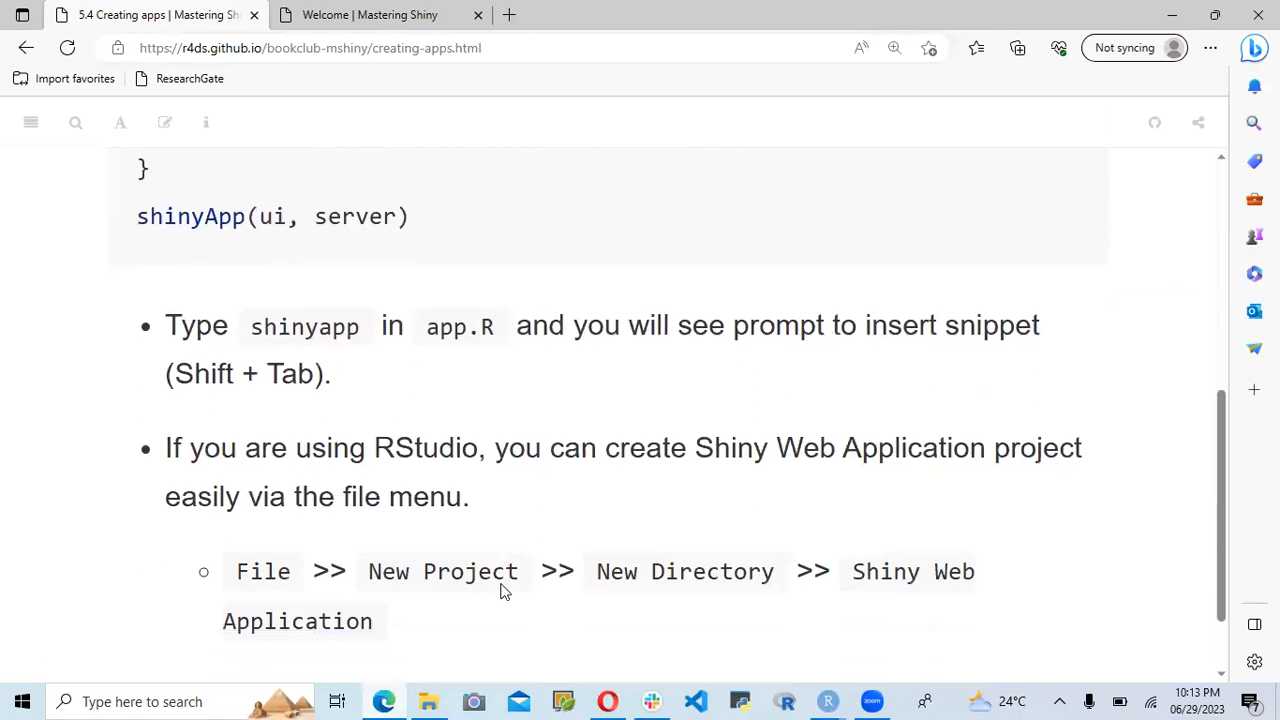 5.4 Creating apps | Mastering Sh
Welcome | Mastering Shiny
https://r4ds.github.io/bookclub-mshiny/creating-apps.html
Not syncing
Import favorites
ResearchGate
}
shinyApp(ui, server)
• Type shinyapp in app.R and you will see prompt to insert snippet
(Shift + Tab).
• If you are using RStudio, you can create Shiny Web Application project
easily via the file menu.
○ File >> New Project >> New Directory >> Shiny Web
Application
Type here to search
zoom
24°C
10:13 PM
06/29/2023
7